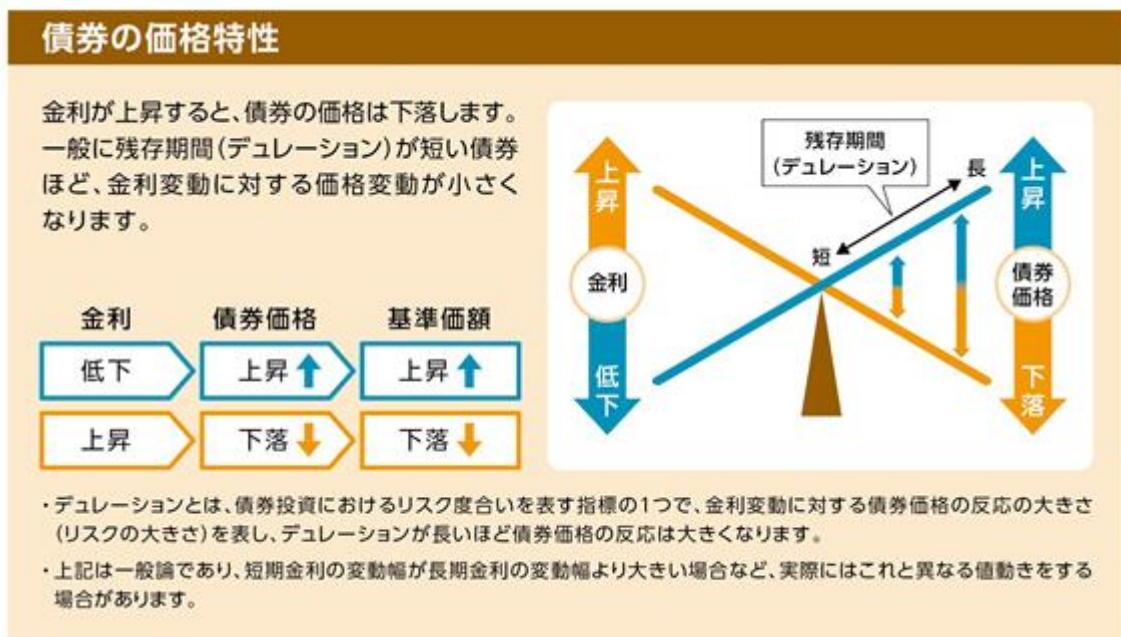 債券の価格特性
金利が上昇すると、債券の価格は下落します。
一般に残存期間(デュレーション)が短い債券
ほど、金利変動に対する価格変動が小さく
なります。
金利 債券価格 基準価額
低下 上昇 上昇
上昇 下落 下落
残存期間
(デュレーション)
長
短
上昇
金利
低下
上昇
債券
価格
下落
・デュレーションとは、債券投資におけるリスク度合いを表す指標の1つで、金利変動に対する債券価格の反応の大きさ
(リスクの大きさ)を表し、デュレーションが長いほど債券価格の反応は大きくなります。
・上記は一般論であり、短期金利の変動幅が長期金利の変動幅より大きい場合など、実際にはこれと異なる値動きをする
場合があります。